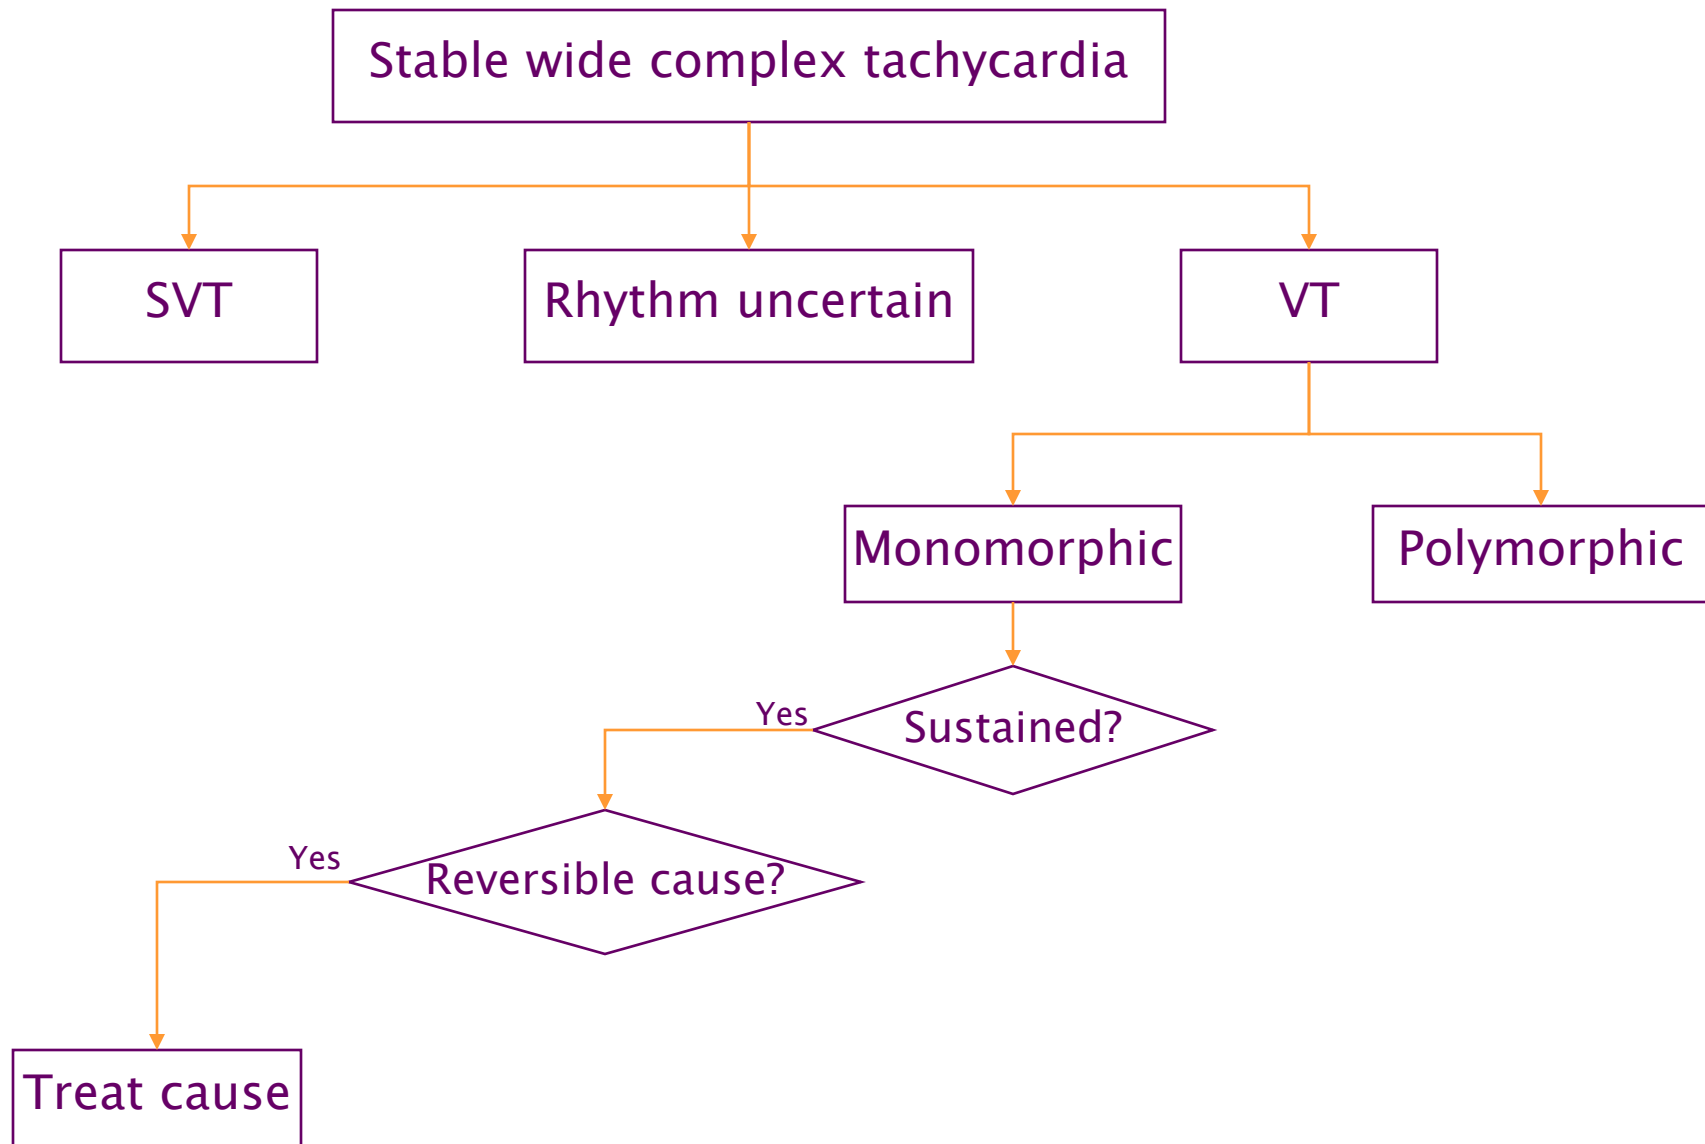 Stable wide complex tachycardia
SVT
Rhythm uncertain
VT
Monomorphic
Polymorphic
Yes
Sustained?
Yes
Reversible cause?
Treat cause